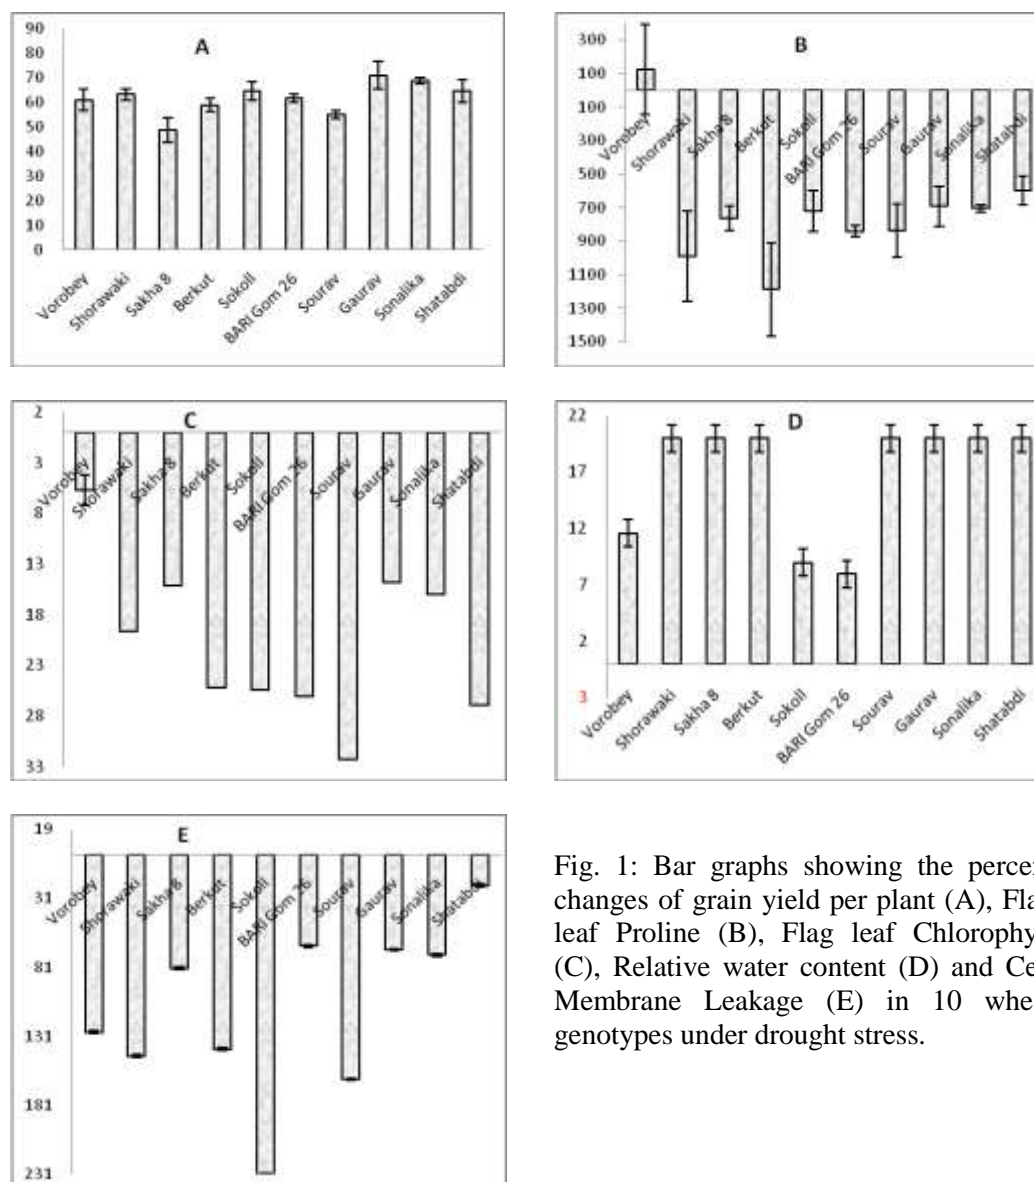 A
90
80
70
60
50
40
30
20
10
0
Vorobey
Shorawaki
Sakha 8
Berkut
Sokoll
BARI Gom 26
Sourav
Gaurav
Sonalika
Shatabdi
B
300
100
100
300
500
700
900
1100
1300
1500
Vorobey
Shorawaki
Sakha 8
Berkut
Sokoll
BARI Gom 26
Sourav
Gaurav
Sonalika
Shatabdi
C
2
3
8
13
18
23
28
33
Vorobey
Shorawaki
Sakha 8
Berkut
Sokoll
BARI Gom 26
Sourav
Gaurav
Sonalika
Shatabdi
D
22
17
12
7
2
3
Vorobey
Shorawaki
Sakha 8
Berkut
Sokoll
BARI Gom 26
Sourav
Gaurav
Sonalika
Shatabdi
E
19
31
81
131
181
231
Vorobey
Shorawaki
Sakha 8
Berkut
Sokoll
BARI Gom 26
Sourav
Gaurav
Sonalika
Shatabdi
Fig. 1: Bar graphs showing the
changes of grain yield per plant (A),
leaf Proline (B), Flag leaf
(C), Relative water content (D) and
Membrane Leakage (E) in 10
genotypes under drought stress.